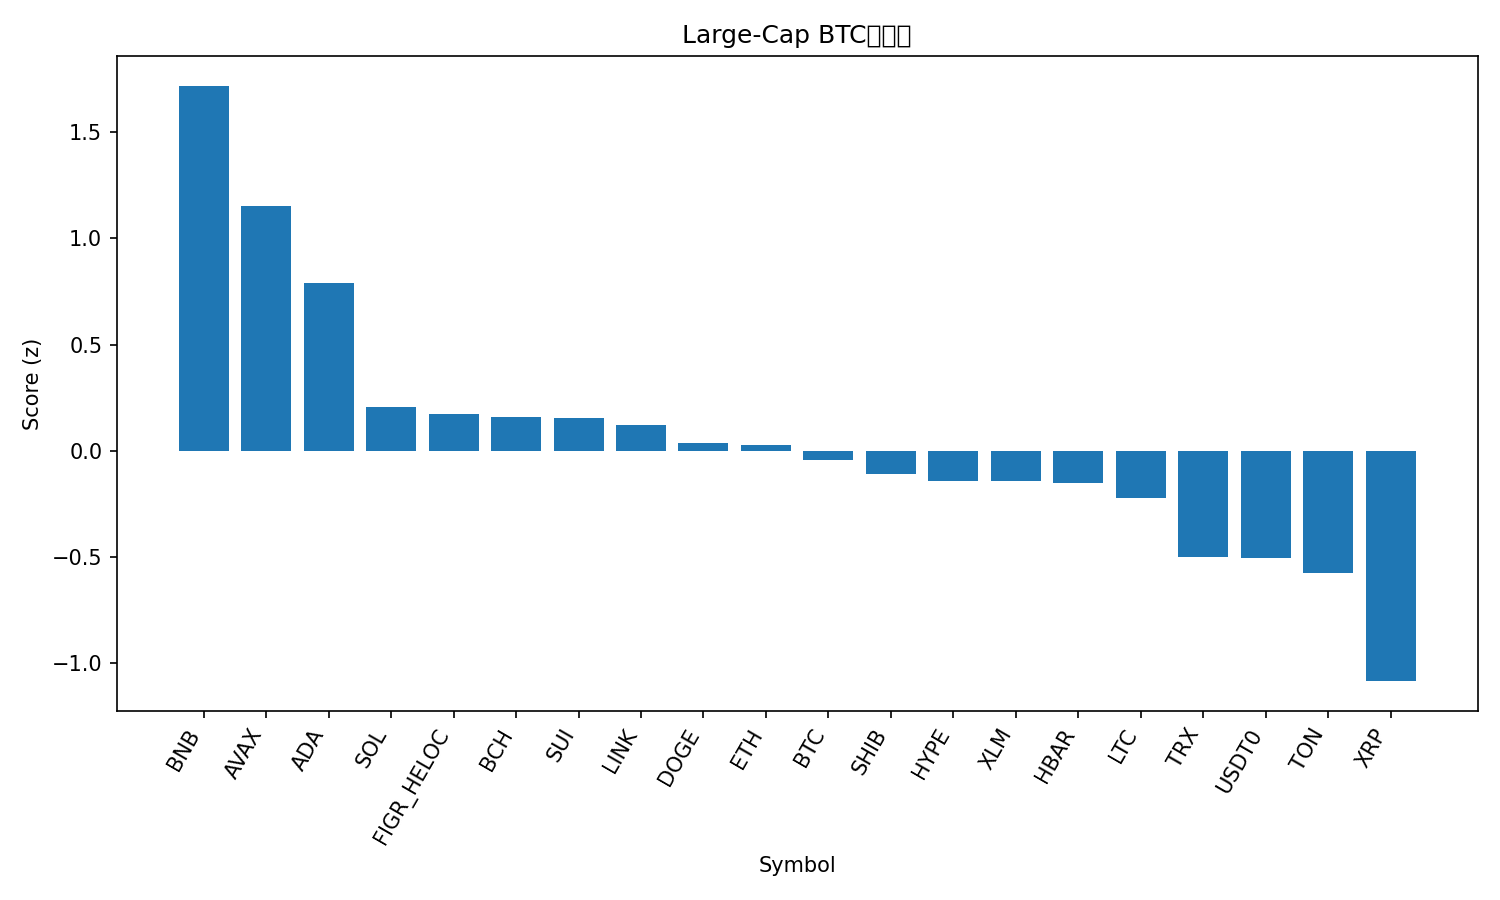 Large-Cap BTC
Score (z)
1.5
1.0
0.5
0.0
−0.5
−1.0
BNB
AVAX
ADA
SOL
FIGR_HELOC
BCH
SUI
LINK
DOGE
ETH
BTC
SHIB
HYPE
XLM
HBAR
LTC
TRX
USDT0
TON
XRP
Symbol